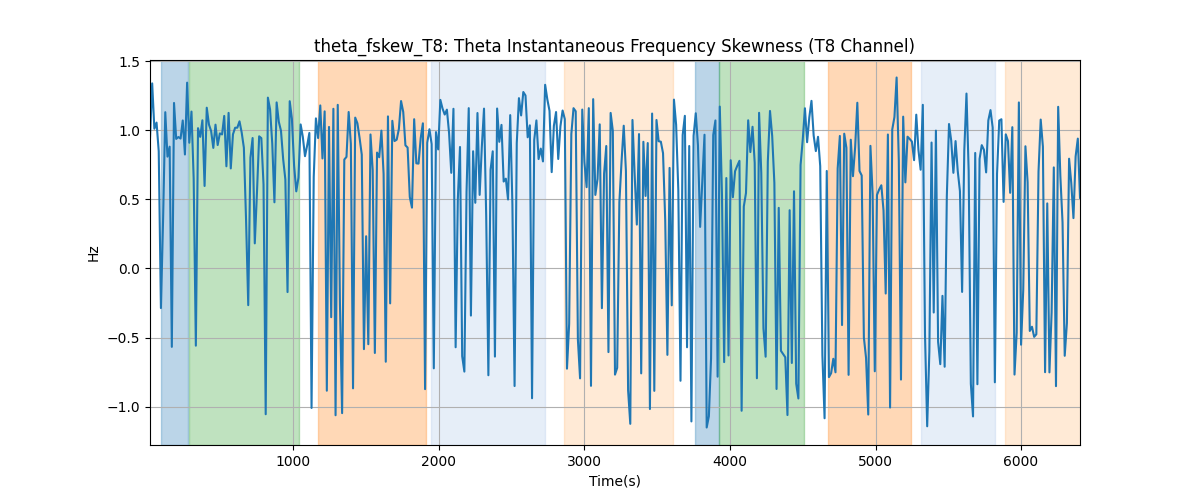 theta_fskew_T8: Theta Instantaneous Frequency Skewness (T8 Channel)
1.5
1.0
0.5
0.0
−0.5
−1.0
Hz
1000 2000 3000 4000 5000 6000
Time(s)